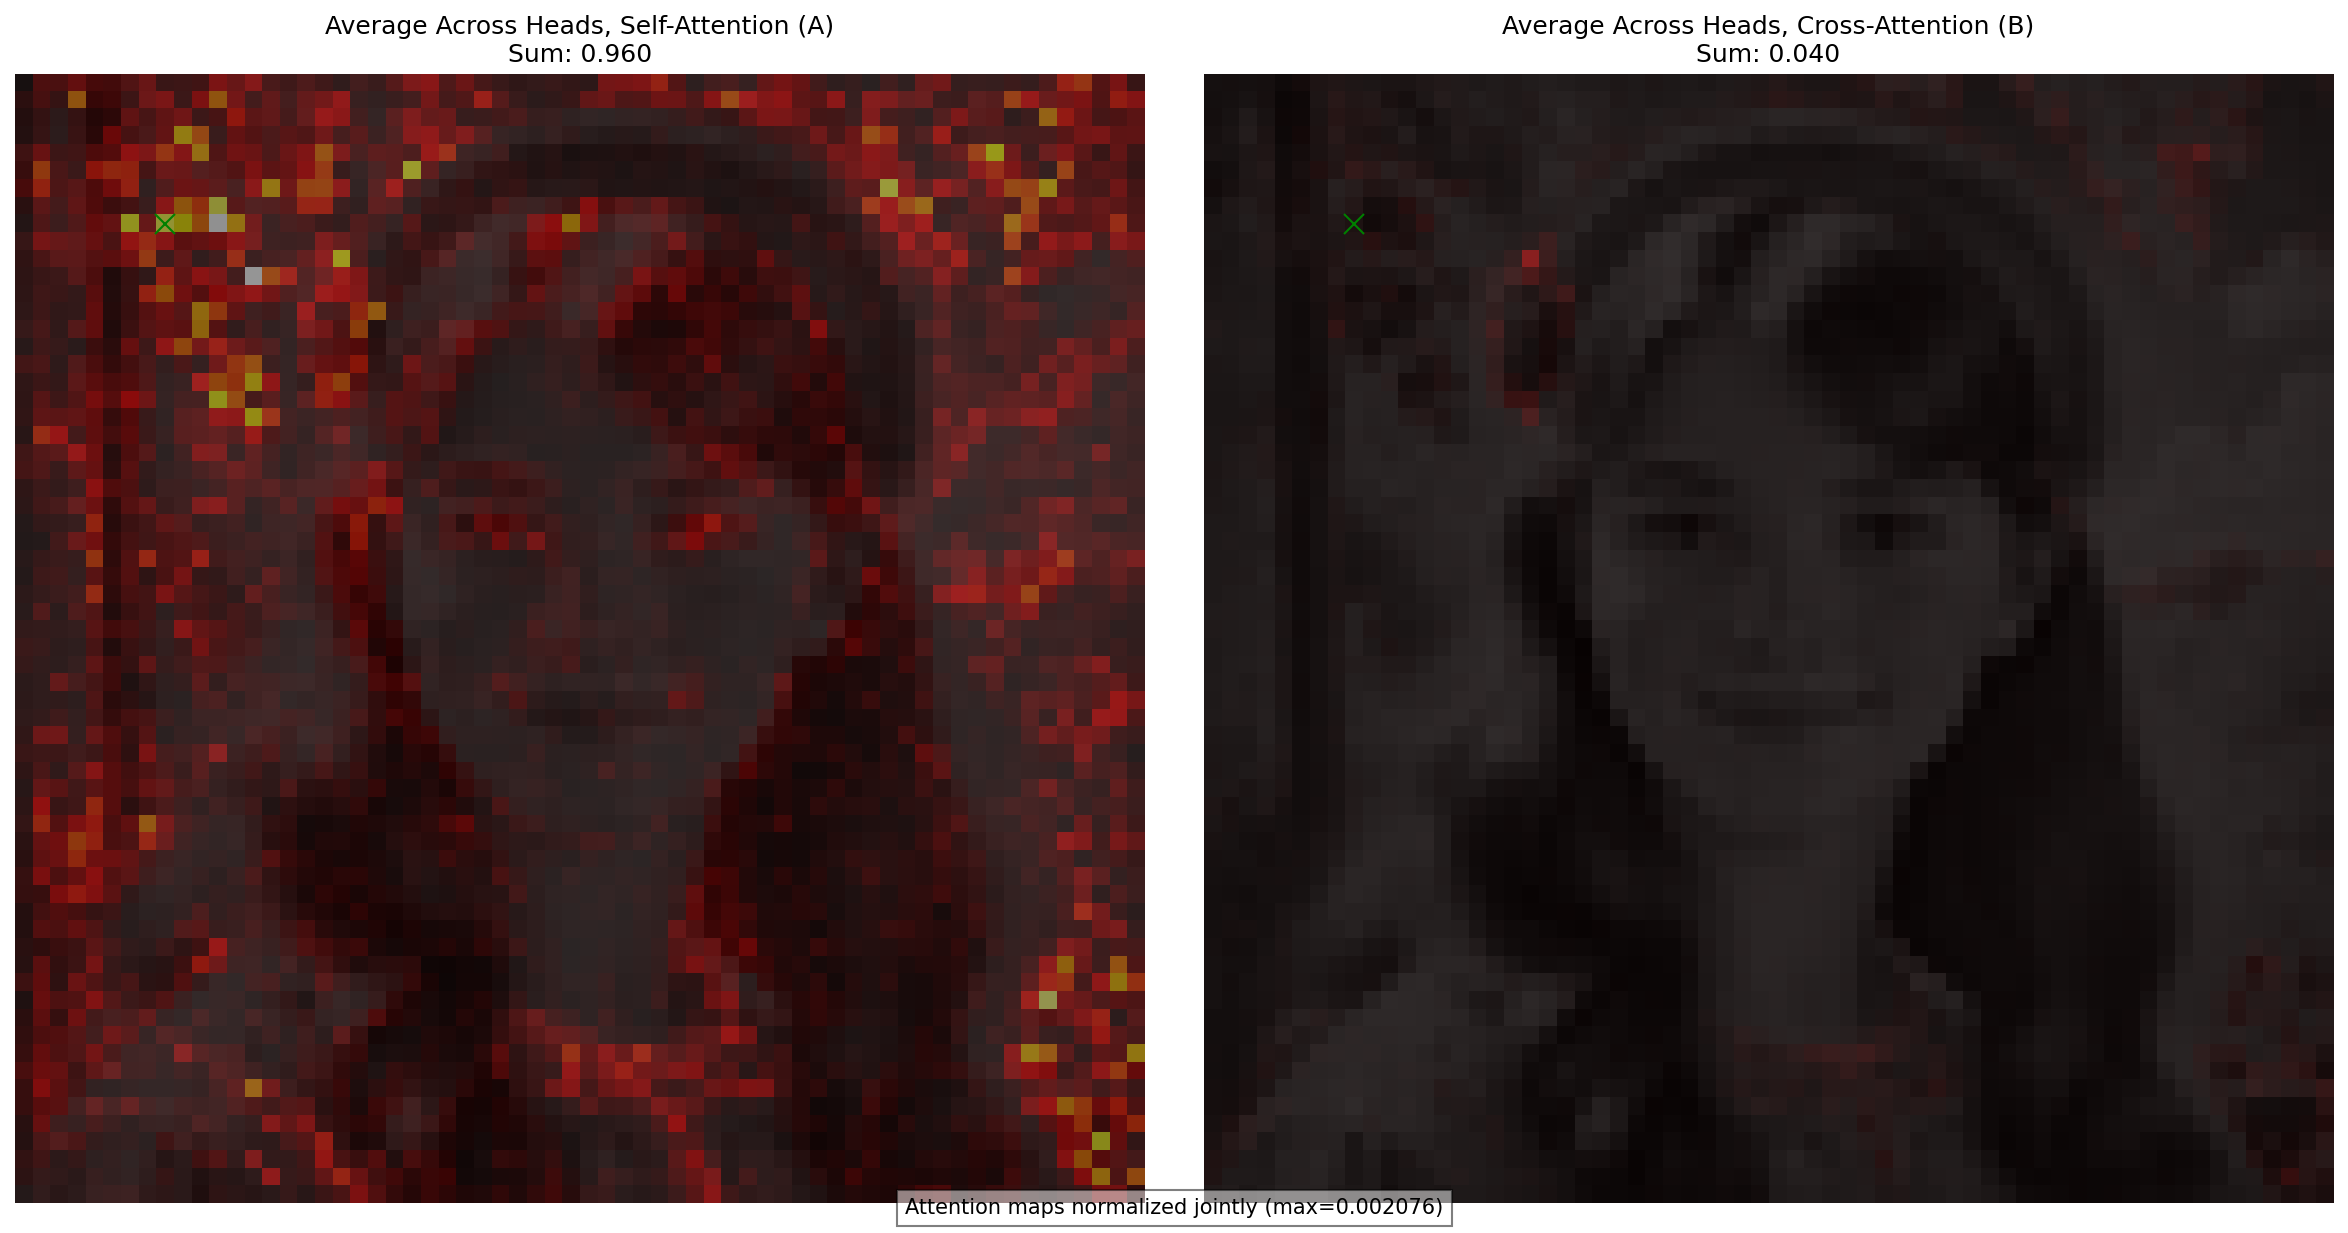 Average Across Heads, Self-Attention (A)
Sum: 0.960
Average Across Heads, Cross-Attention (B)
Sum: 0.040
Attention maps normalized jointly (max=0.002076)